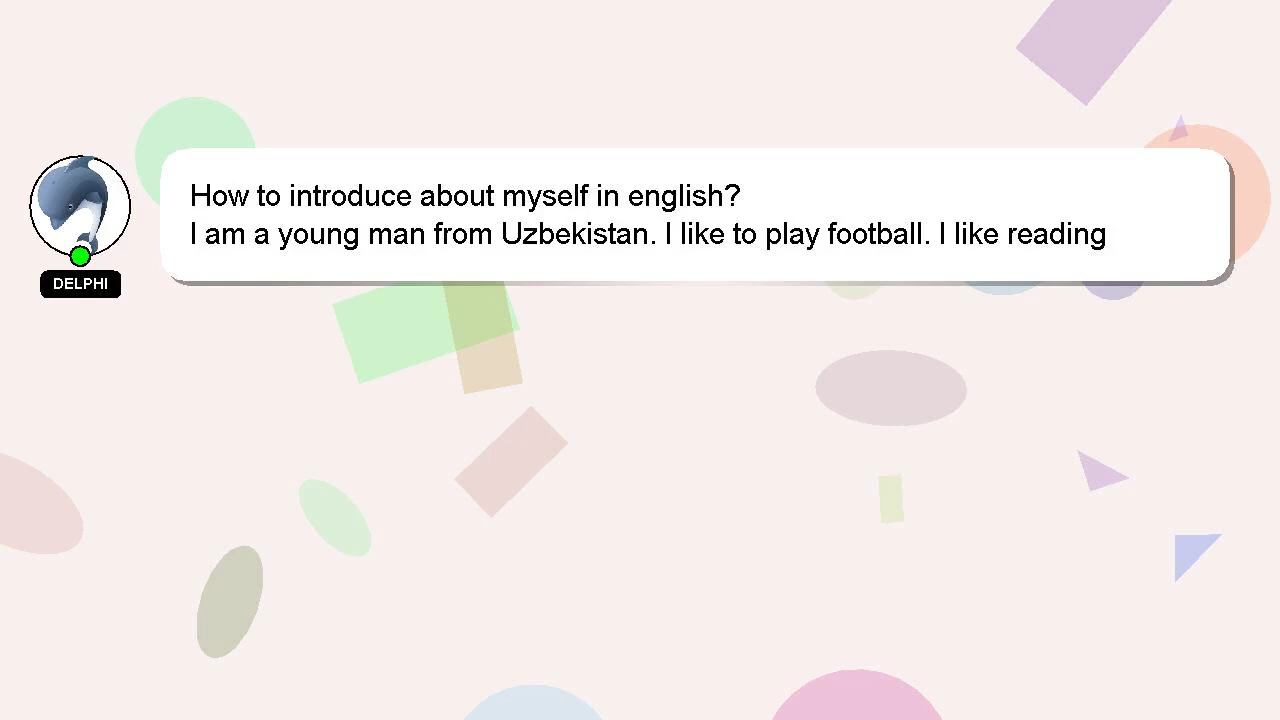 How to introduce about myself in english?
I am a young man from Uzbekistan. I like to play football. I like reading
DELPHI